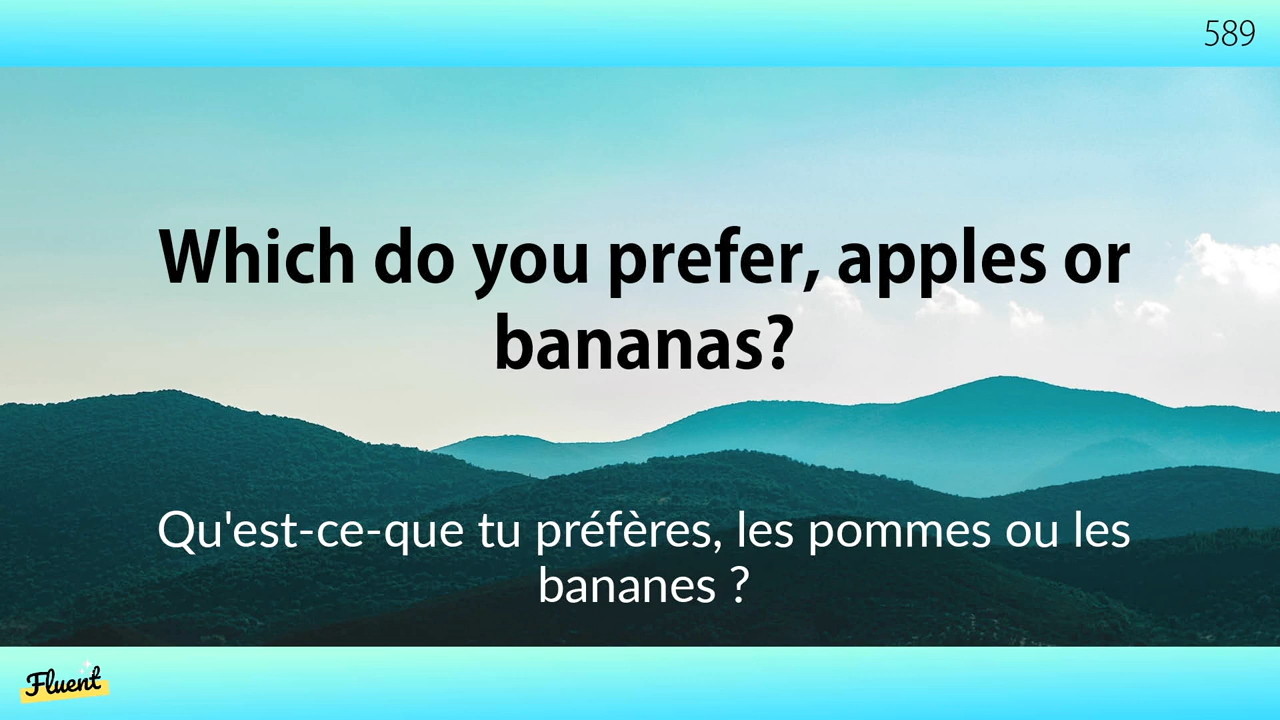 589
Which do you prefer, apples or
bananas?
Qu'est-ce-que tu préfères, les pommes ou les
bananes ?
Fluent